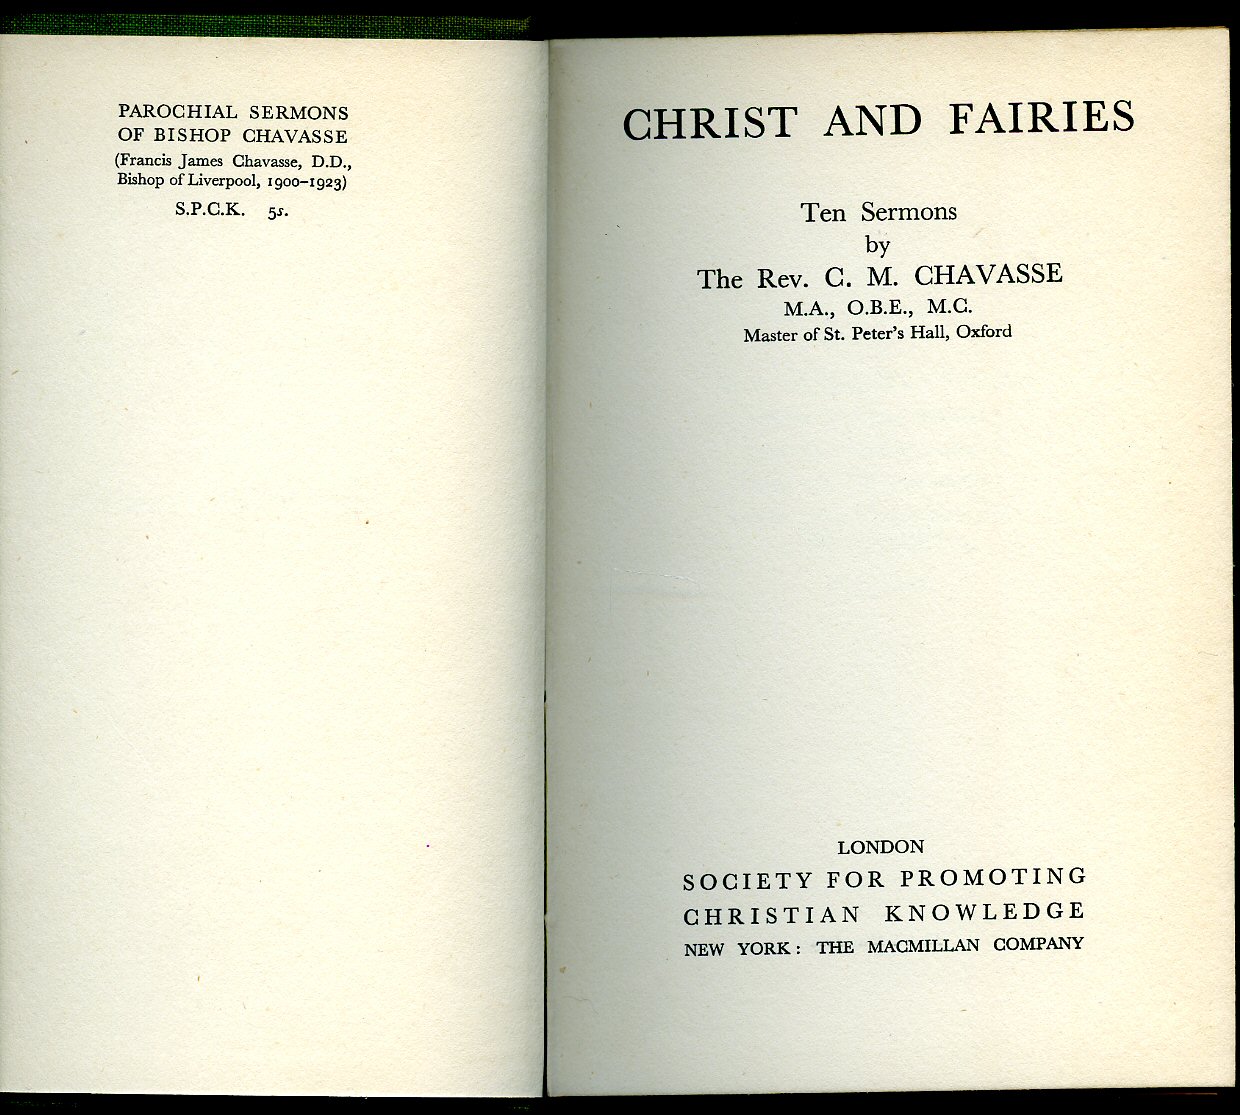 PAROCHIAL SERMONS
OF BISHOP CHAVASSE
(Francis James Chavasse, D.D.,
Bishop of Liverpool, 1900–1923)
S.P.C.K. 5s.
CHRIST AND FAIRIES
Ten Sermons
by
The Rev. C. M. CHAVASSE
M.A., O.B.E., M.C.
Master of St. Peter's Hall, Oxford
LONDON
SOCIETY FOR PROMOTING
CHRISTIAN KNOWLEDGE
NEW YORK: THE MACMILLAN COMPANY